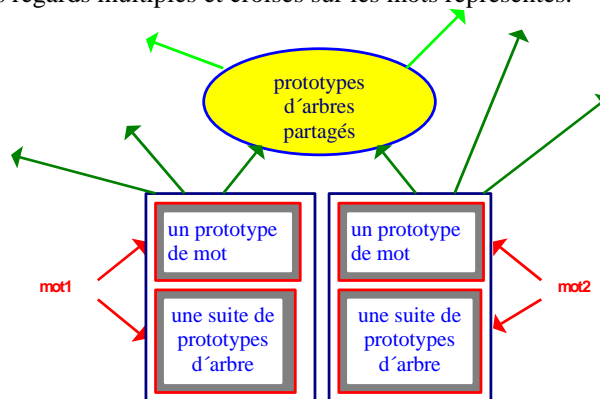 regards multiples et croisés sur les mots représentés.
prototypes
d´arbres
partagés
un prototype
de mot
un prototype
de mot
mot1
mot2
une suite de
prototypes
d´arbre
une suite de
prototypes
d´arbre